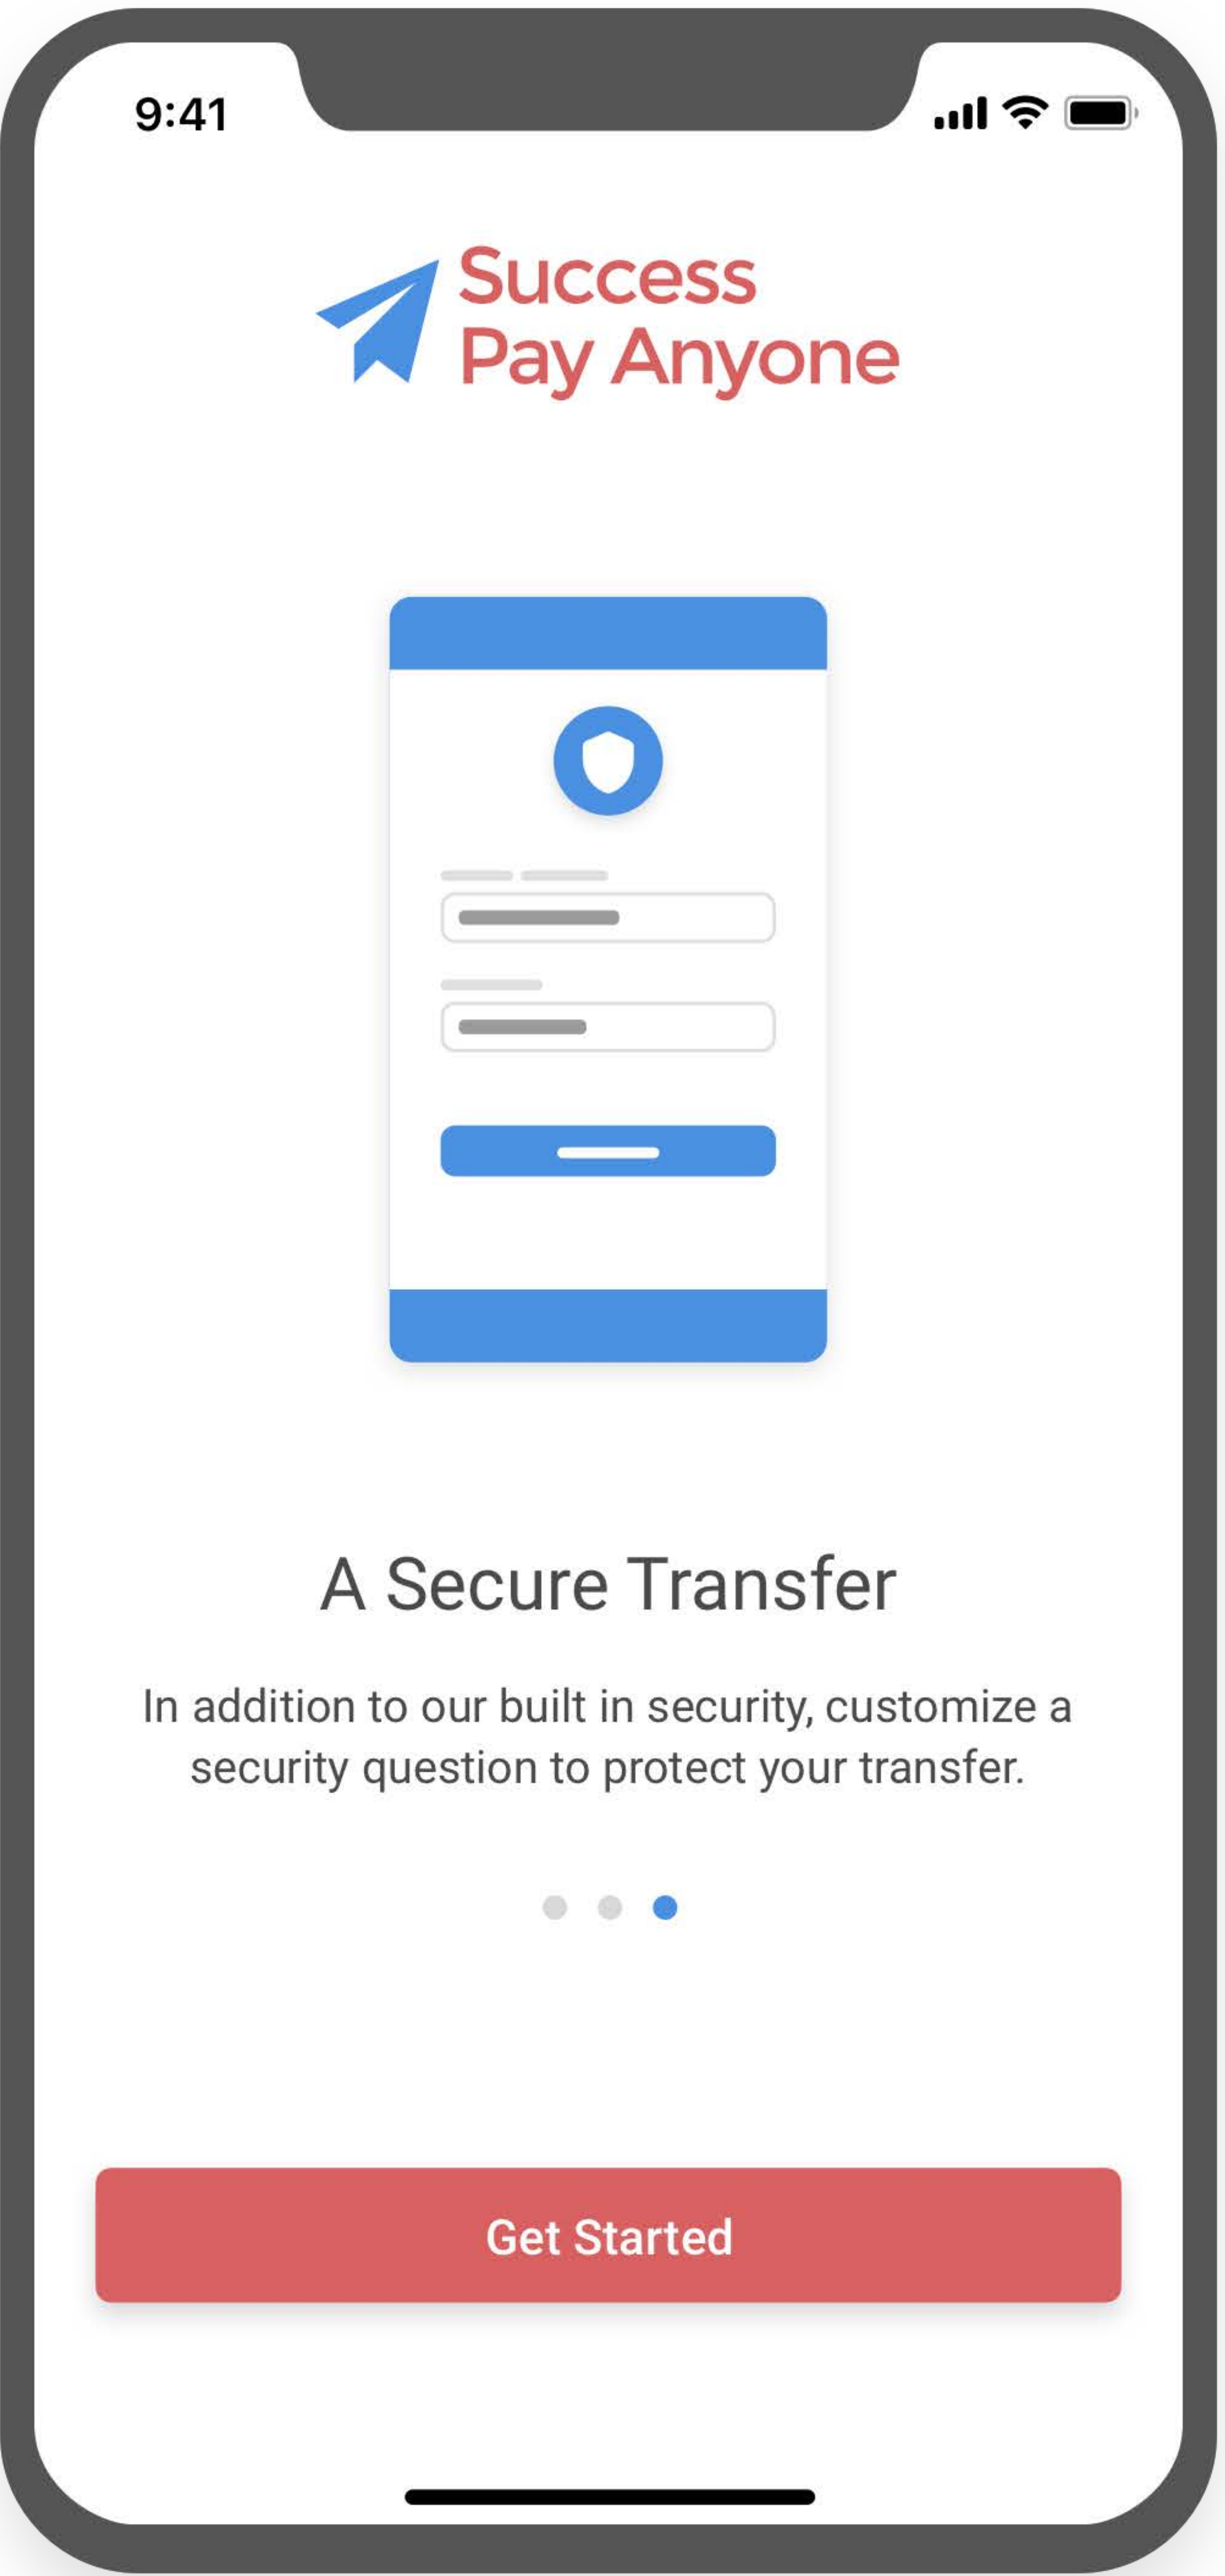 9:41
Success
Pay Anyone
A Secure Transfer
In addition to our built in security, customize a
security question to protect your transfer.
Get Started